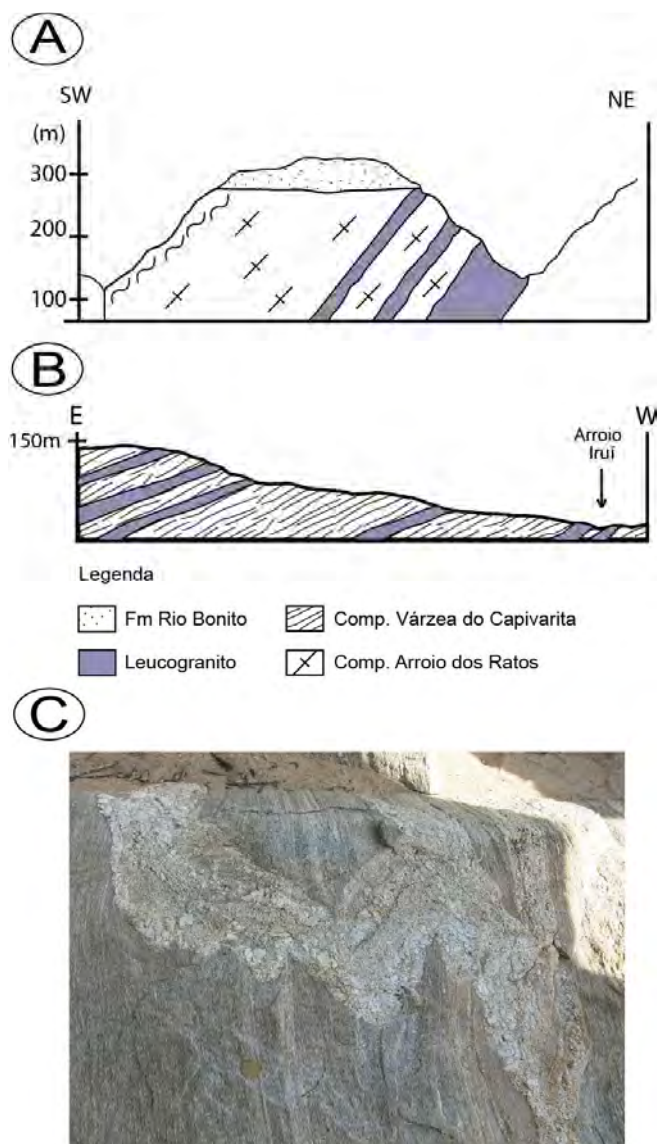 A
SW
NE
(m)
300
200
100
B
E
W
150m
Arroio
Iruí
Legenda
Fm Rio Bonito
Comp. Várzea do Capivarita
Leucogranito
Comp. Arroio dos Ratos
C